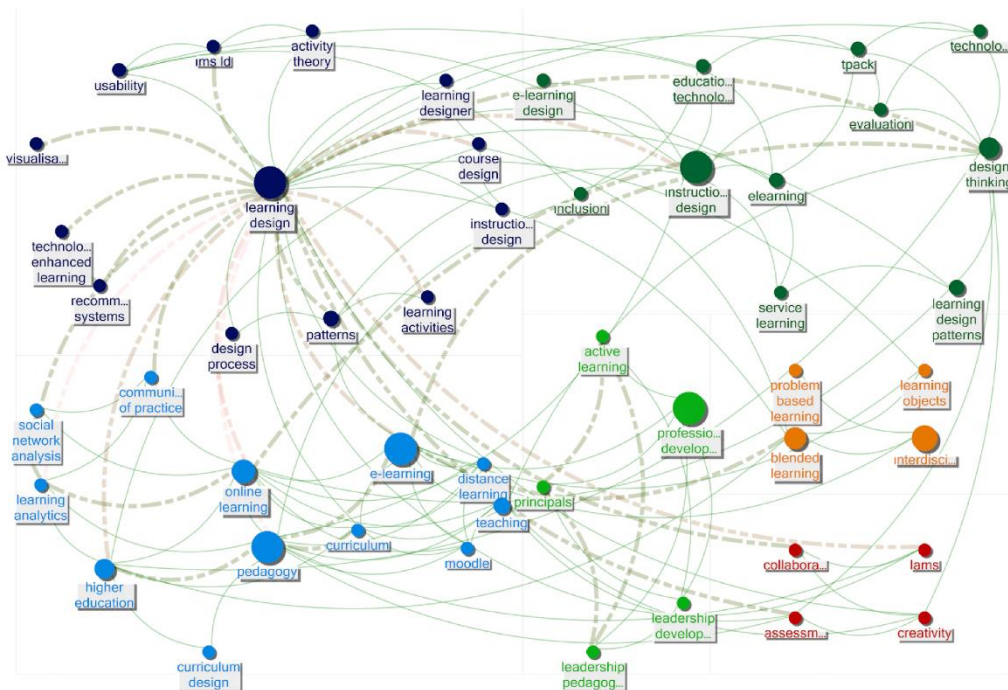 activity
theory
ims ld
usability
learning
designer
e-learning
design
educatio...
technolo...
tpack
technolo...
visualisa...
course
design
evaluation
design
thinking
learning
design
instructio...
design
inclusion
instructio...
design
elearning
technolo...
enhanced
learning
recomm...
systems
design
process
patterns
learning
activities
service
learning
learning
design
patterns
active
learning
communi...
of practice
problem
based
learning
learning
objects
social
network
analysis
professio...
develop...
blended
learning
interdisci...
learning
analytics
online
learning
e-learning
distance
learning
principals
teaching
curriculum
pedagogy
moodle
higher
education
collabora...
lams
leadership
develop...
assessm...
creativity
curriculum
design
leadership
pedagog...